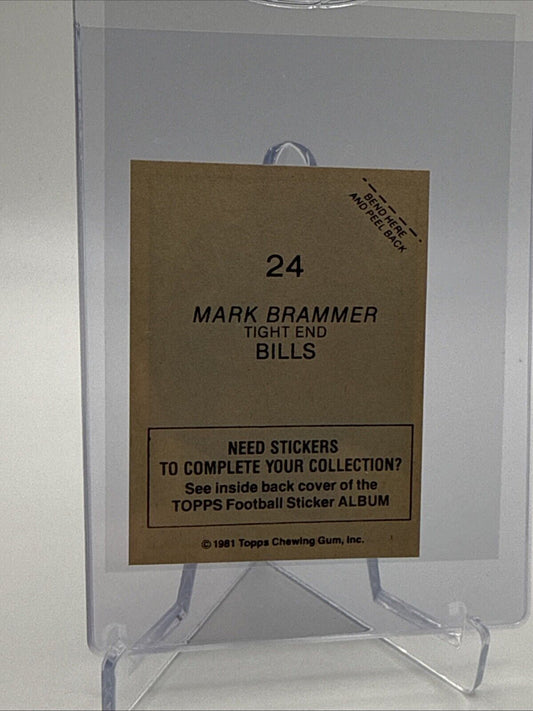 BEND HERE
AND PEEL BACK
24
MARK BRAMMER
TIGHT END
BILLS
NEED STICKERS
TO COMPLETE YOUR COLLECTION?
See inside back cover of the
TOPPS Football Sticker ALBUM
© 1981 Topps Chewing Gum, Inc.